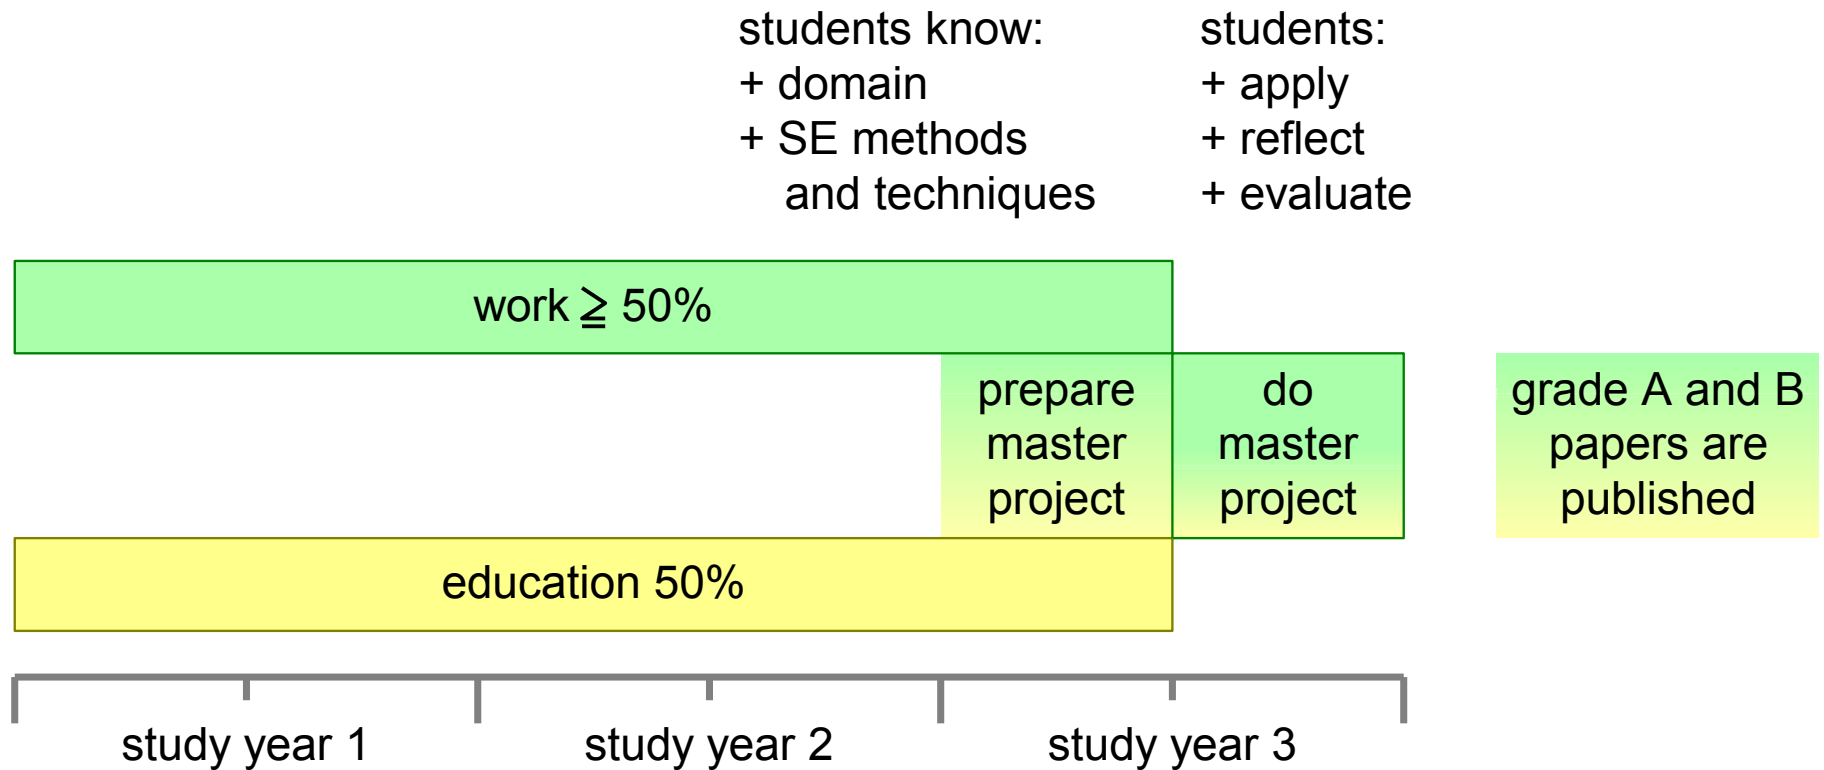 students know:
+ domain
+ SE methods
and techniques
students:
+ apply
+ reflect
+ evaluate
work ≧ 50%
prepare
master
project
do
master
project
grade A and B
papers are
published
education 50%
study year 1
study year 2
study year 3